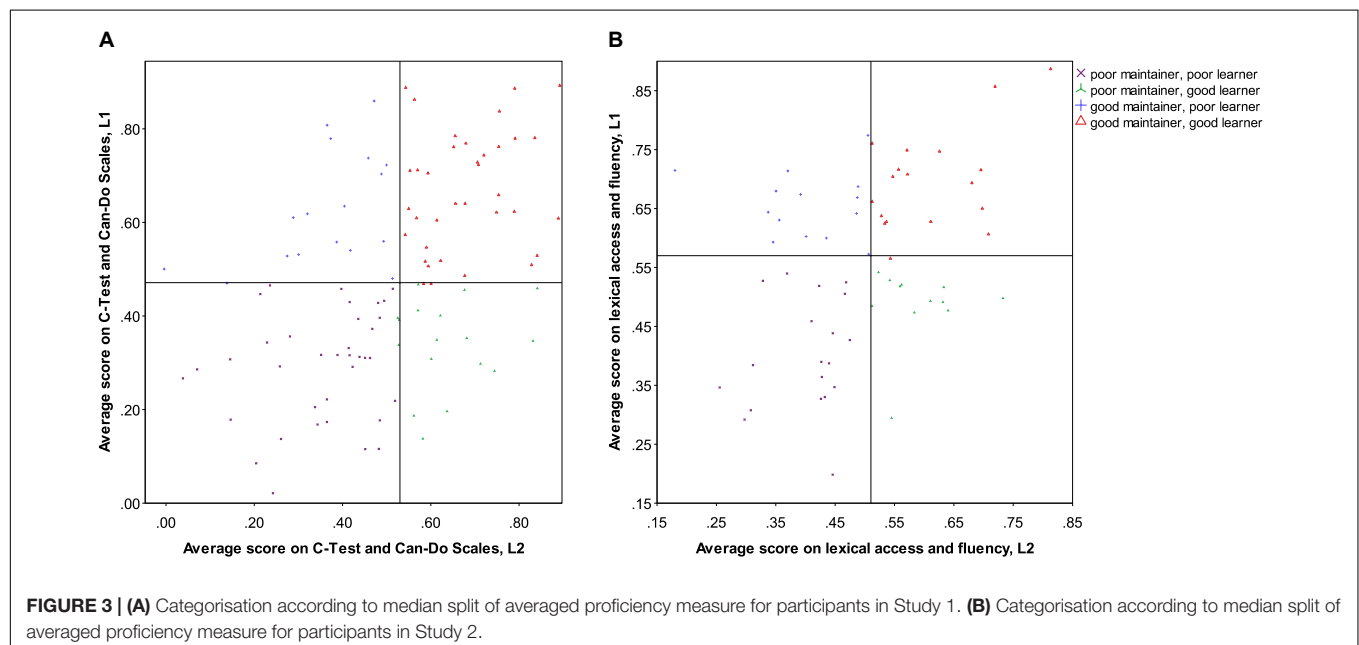 A
B
Average score on C-Test and Can-Do Scales, L1
.80
.60
.40
.20
.00
.00 .20 .40 .60 .80
Average score on C-Test and Can-Do Scales, L2
Average score on lexical access and fluency, L1
.85
.75
.65
.55
.45
.35
.25
.15
.15 .25 .35 .45 .55 .65 .75 .85
Average score on lexical access and fluency, L2
poor maintainer, poor learner
poor maintainer, good learner
good maintainer, poor learner
good maintainer, good learner
FIGURE 3 | (A) Categorisation according to median split of averaged proficiency measure for participants in Study 1. (B) Categorisation according to median split of
averaged proficiency measure for participants in Study 2.